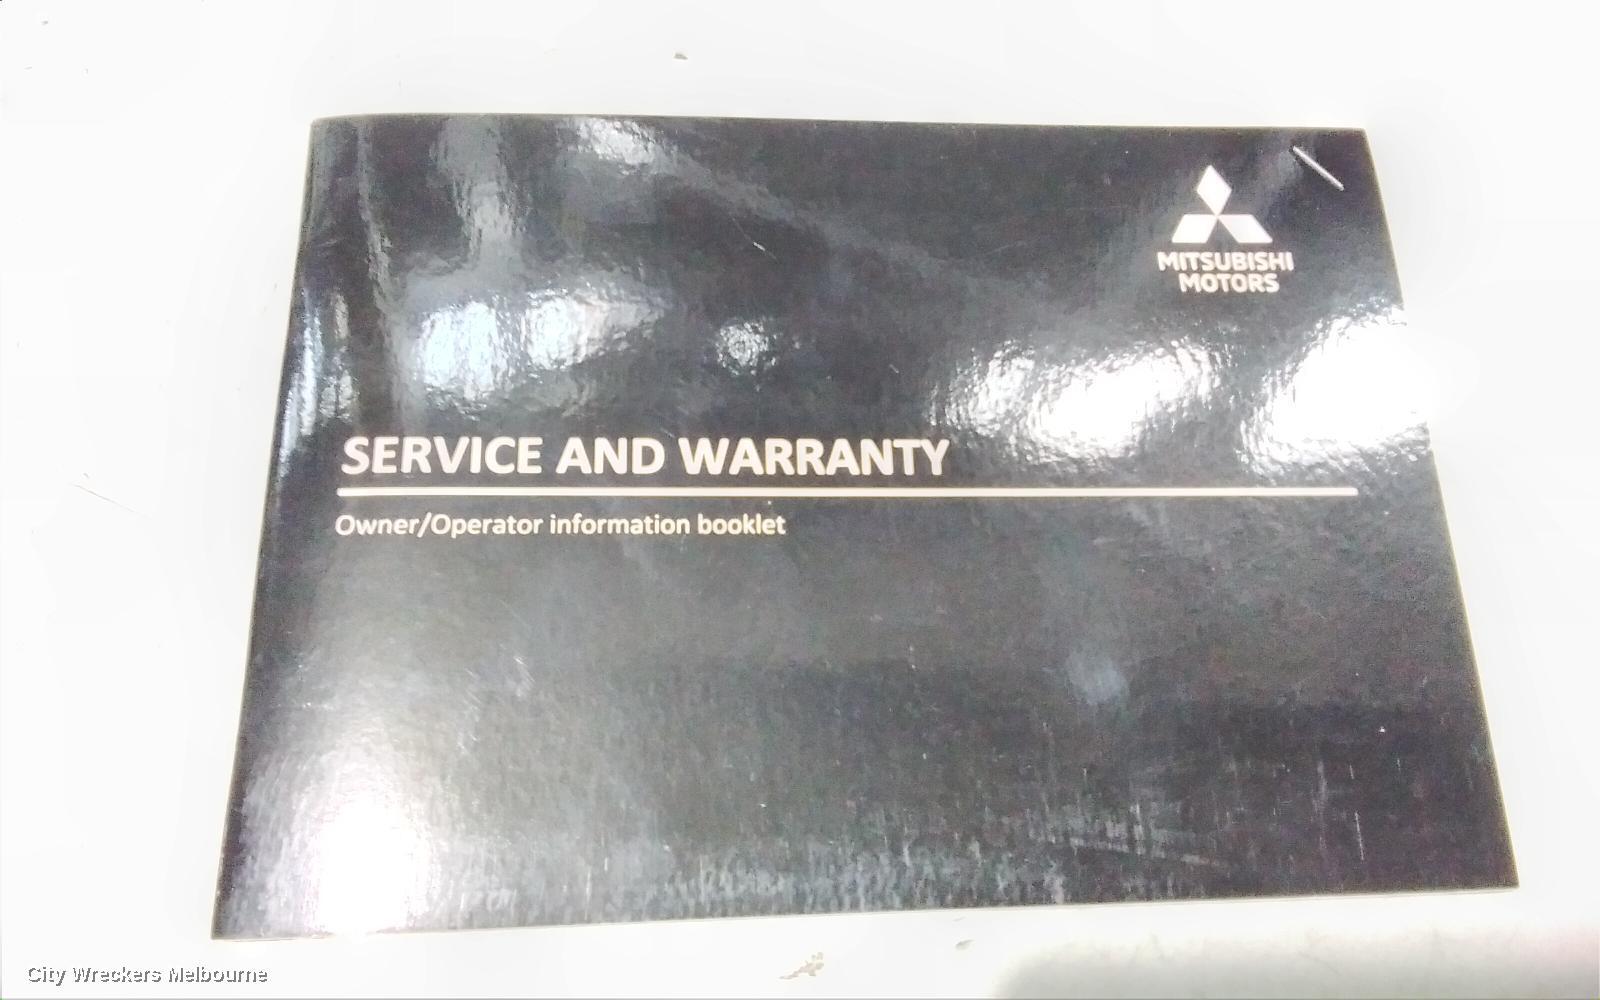 MITSUBISHI
MOTORS
SERVICE AND WARRANTY
Owner/Operator information booklet
City Wreckers Melbourne